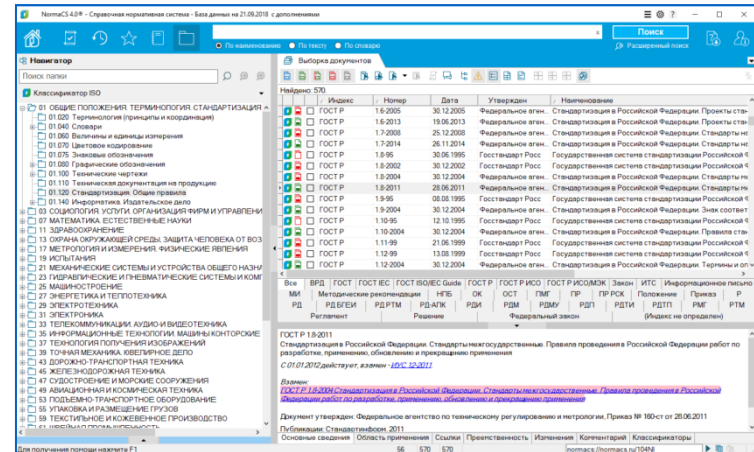 NormaCS 4.0® – Справочная нормативная система - База данных на 21.09.2018 с дополнениями
Поиск
По наименованию По тексту По словарю
Расширенный поиск
Навигатор
Поиск папки
Классификатор ISO
01 ОБЩИЕ ПОЛОЖЕНИЯ. ТЕРМИНОЛОГИЯ. СТАНДАРТИЗАЦИЯ
01.020 Терминология (принципы и координация)
01.040 Словари
01.060 Величины и единицы измерения
01.070 Цветовое кодирование
01.075 Знаковые обозначения
01.080 Графические обозначения
01.100 Технические чертежи
01.110 Техническая документация на продукцию
01.120 Стандартизация. Общие правила
01.140 Информатика. Издательское дело
03 СОЦИОЛОГИЯ. УСЛУГИ. ОРГАНИЗАЦИЯ ФИРМ И УПРАВЛЕНИ
07 МАТЕМАТИКА. ЕСТЕСТВЕННЫЕ НАУКИ
11 ЗДРАВООХРАНЕНИЕ
13 ОХРАНА ОКРУЖАЮЩЕЙ СРЕДЫ, ЗАЩИТА ЧЕЛОВЕКА ОТ ВОЗ
17 МЕТРОЛОГИЯ И ИЗМЕРЕНИЯ. ФИЗИЧЕСКИЕ ЯВЛЕНИЯ
19 ИСПЫТАНИЯ
21 МЕХАНИЧЕСКИЕ СИСТЕМЫ И УСТРОЙСТВА ОБЩЕГО НАЗНА
23 ГИДРАВЛИЧЕСКИЕ И ПНЕВМАТИЧЕСКИЕ СИСТЕМЫ И КОМГ
25 МАШИНОСТРОЕНИЕ
27 ЭНЕРГЕТИКА И ТЕПЛОТЕХНИКА
29 ЭЛЕКТРОТЕХНИКА
31 ЭЛЕКТРОНИКА
33 ТЕЛЕКОММУНИКАЦИИ. АУДИО И ВИДЕОТЕХНИКА
35 ИНФОРМАЦИОННЫЕ ТЕХНОЛОГИИ. МАШИНЫ КОНТОРСКИЕ
37 ТЕХНОЛОГИЯ ПОЛУЧЕНИЯ ИЗОБРАЖЕНИЙ
39 ТОЧНАЯ МЕХАНИКА. ЮВЕЛИРНОЕ ДЕЛО
43 ДОРОЖНО-ТРАНСПОРТНАЯ ТЕХНИКА
45 ЖЕЛЕЗНОДОРОЖНАЯ ТЕХНИКА
47 СУДОСТРОЕНИЕ И МОРСКИЕ СООРУЖЕНИЯ
49 АВИАЦИОННАЯ И КОСМИЧЕСКАЯ ТЕХНИКА
53 ПОДЪЕМНО-ТРАНСПОРТНОЕ ОБОРУДОВАНИЕ
55 УПАКОВКА И РАЗМЕЩЕНИЕ ГРУЗОВ
59 ТЕКСТИЛЬНОЕ И КОЖЕВЕННОЕ ПРОИЗВОДСТВО
61 ШВЕЙНАЯ ПРОМЫШЛЕННОСТЬ
Для получения помощи нажмите F1
Выборка документов
Найдено: 570
Индекс Номер Дата Утвержден Наименование
ГОСТ Р 1.6-2005 30.12.2005 Федеральное аген... Стандартизация в Российской Федерации. Проекты стан
ГОСТ Р 1.6-2013 19.06.2013 Федеральное аген... Стандартизация в Российской Федерации. Проекты стан
ГОСТ Р 1.7-2008 25.12.2008 Федеральное аген... Стандартизация в Российской Федерации. Стандарты на
ГОСТ Р 1.7-2014 26.11.2014 Федеральное аген... Стандартизация в Российской Федерации. Стандарты на
ГОСТ Р 1.8-95 30.06.1995 Госстандарт Росс Государственная система стандартизации Российской Ф
ГОСТ Р 1.8-2002 30.12.2002 Госстандарт Росс Государственная система стандартизации Российской Ф
ГОСТ Р 1.8-2004 30.12.2004 Федеральное аген... Стандартизация в Российской Федерации. Стандарты ме
ГОСТ Р 1.8-2011 28.06.2011 Федеральное аген... Стандартизация в Российской Федерации. Стандарты ме
ГОСТ Р 1.9-95 08.08.1995 Госстандарт Росс Государственная система стандартизации Российской Ф
ГОСТ Р 1.9-2004 30.12.2004 Федеральное аген... Стандартизация в Российской Федерации. Знак соответ
ГОСТ Р 1.10-95 12.10.1995 Госстандарт Росс Государственная система стандартизации Российской Ф
ГОСТ Р 1.10-2004 30.12.2004 Федеральное аген... Стандартизация в Российской Федерации. Правила стан
ГОСТ Р 1.11-99 21.06.1999 Госстандарт Росс Государственная система стандартизации Российской Ф
ГОСТ Р 1.12-99 13.08.1999 Госстандарт Росс Государственная система стандартизации Российской Ф
ГОСТ Р 1.12-2004 30.12.2004 Федеральное аген... Стандартизация в Российской Федерации. Термины и оп
Все ВРД ГОСТ ГОСТ IEC ГОСТ ISO/IEC Guide ГОСТ Р ГОСТ Р ИСО ГОСТ Р ИСО/МЭК Закон ИТС Информационное письмо
МИ Методические рекомендации НПБ ОК ОСТ ПМГ ПР ПР РСК Положение Приказ Р
РД РД БГЕИ РД РТМ РД-АПК РДИ РДМ РДМУ РДП РДТИ РДТП РМГ РТМ
Регламент Решение Федеральный закон (Индекс не определен)
ГОСТ Р 1.8-2011
Стандартизация в Российской Федерации. Стандарты межгосударственные. Правила проведения в Российской Федерации работ по
разработке, применению, обновлению и прекращению применения
С 01.01.2012 действует, взамен - ИУС 12-2011
Взамен:
ГОСТ Р 1.8-2004 Стандартизация в Российской Федерации. Стандарты межгосударственные. Правила проведения в Российской
Федерации работ по разработке, применению, обновлению и прекращению применения
Документ утвержден: Федеральное агентство по техническому регулированию и метрологии, Приказ № 160-ст от 28.06.2011
Публикации: Стандартинформ, 2011
Основные сведения Область применения Ссылки Преемственность Изменения Комментарий Классификаторы
56 570 570 normacs://normacs.ru/104NI